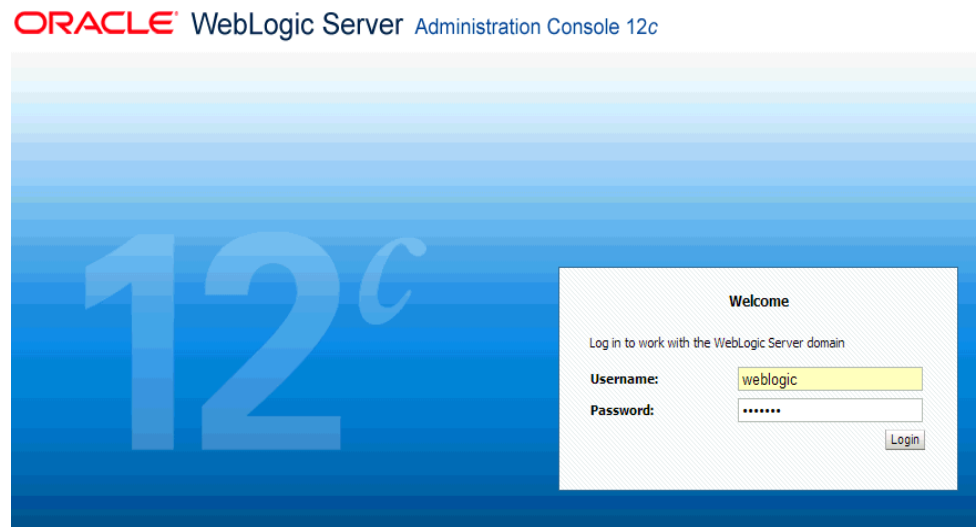 ORACLE WebLogic Server Administration Console 12c
12c
Welcome
Log in to work with the WebLogic Server domain
Username: weblogic
Password: •••••••
Login